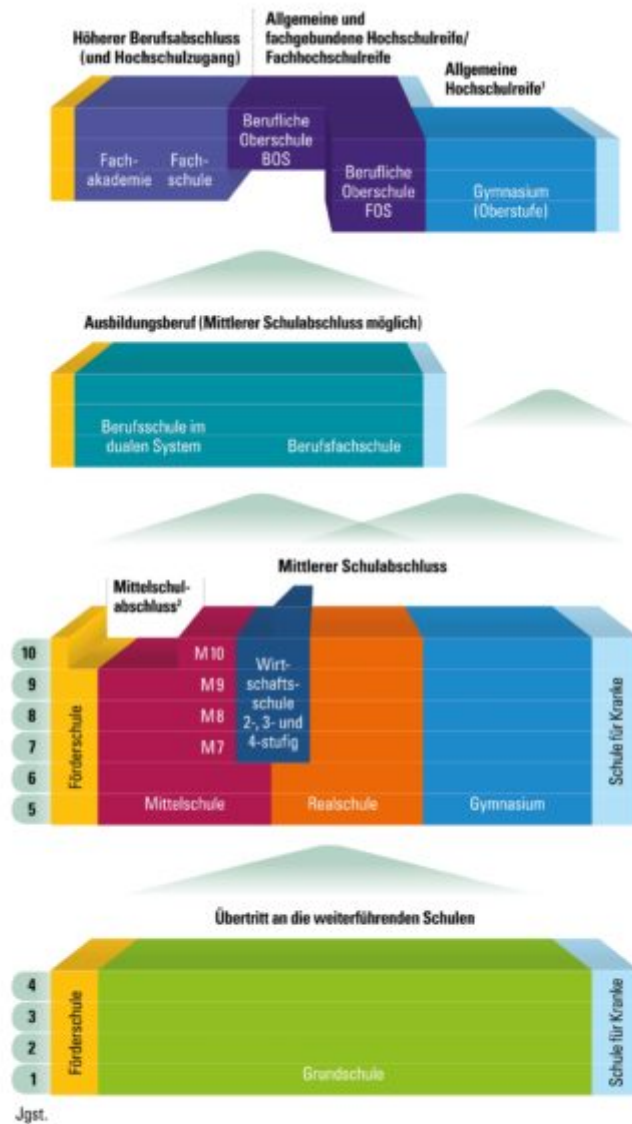 Höherer Berufsabschluss
(und Hochschulzugang)
Allgemeine und
fachgebundene Hochschulreife/
Fachhochschulreife
Allgemeine
Hochschulreife¹
Fach-
akademie
Fach-
schule
Berufliche
Oberschule
BOS
Berufliche
Oberschule
FOS
Gymnasium
(Oberstufe)
Ausbildungsberuf (Mittlerer Schulabschluss möglich)
Berufsschule im
dualen System
Berufsfachschule
Mittlerer Schulabschluss
Mittelschul-
abschluss²
10
9
8
7
6
5
Förderschule
M10
M9
M8
M7
Mittelschule
Wirt-
schafts-
schule
2-, 3- und
4-stufig
Realschule
Gymnasium
Schule für Kranke
Übertritt an die weiterführenden Schulen
4
3
2
1
Förderschule
Grundschule
Schule für Kranke
Jgst.